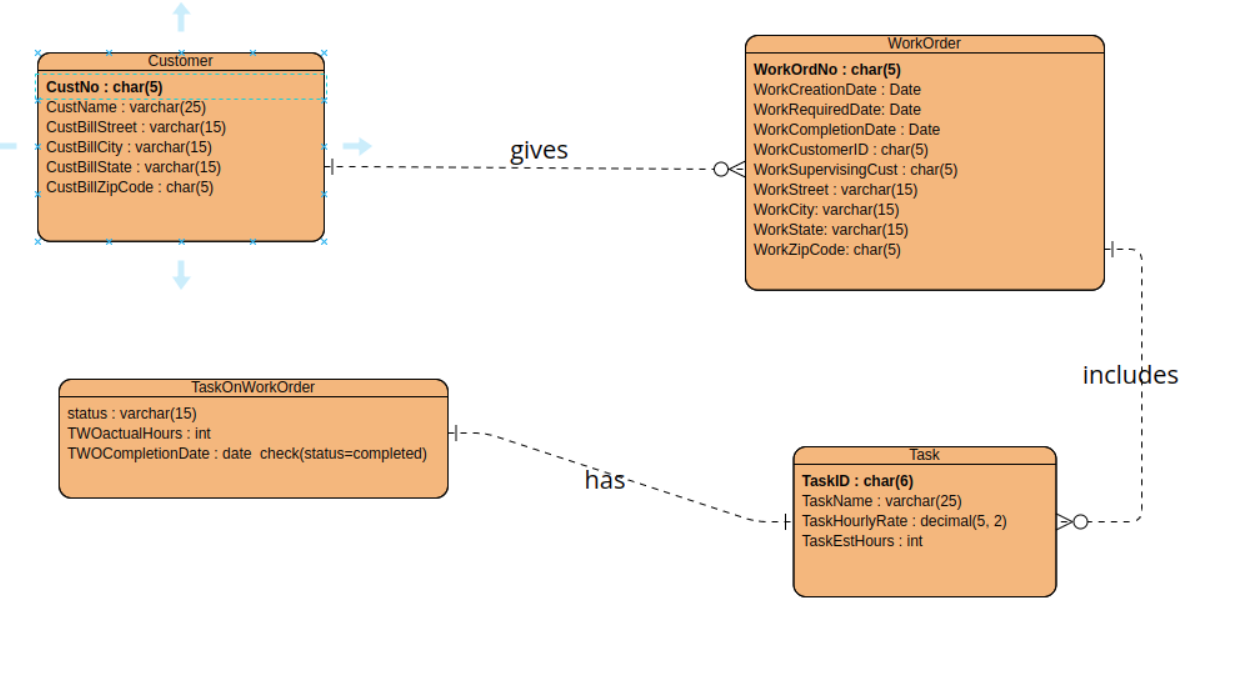 Customer
CustNo : char(5)
CustName : varchar(25)
CustBillStreet : varchar(15)
CustBillCity : varchar(15)
CustBillState : varchar(15)
CustBillZipCode : char(5)
gives
WorkOrder
WorkOrdNo : char(5)
WorkCreationDate : Date
WorkRequiredDate: Date
WorkCompletionDate : Date
WorkCustomerID : char(5)
WorkSupervisingCust : char(5)
WorkStreet : varchar(15)
WorkCity: varchar(15)
WorkState: varchar(15)
WorkZipCode: char(5)
includes
TaskOnWorkOrder
status : varchar(15)
TWOactualHours : int
TWOCompletionDate : date  check(status=completed)
has
Task
TaskID : char(6)
TaskName : varchar(25)
TaskHourlyRate : decimal(5, 2)
TaskEstHours : int